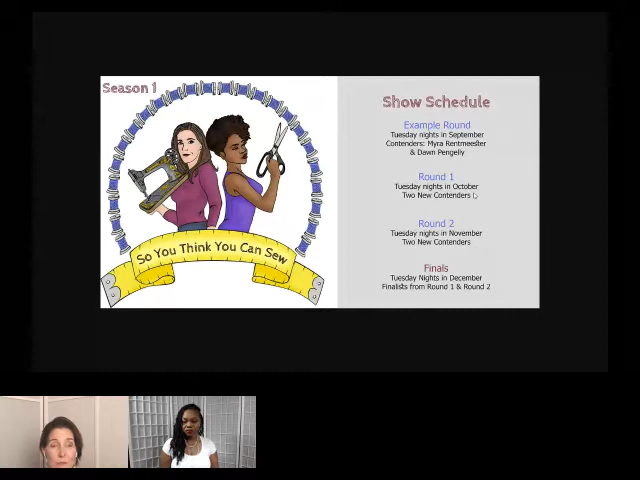 Season 1
So You Think You Can Sew
Show Schedule
Example Round
Tuesday nights in September
Contenders: Myra Rentmeester
& Dawn Pengelly
Round 1
Tuesday nights in October
Two New Contenders
Round 2
Tuesday nights in November
Two New Contenders
Finals
Tuesday Nights in December
Finalists from Round 1 & Round 2